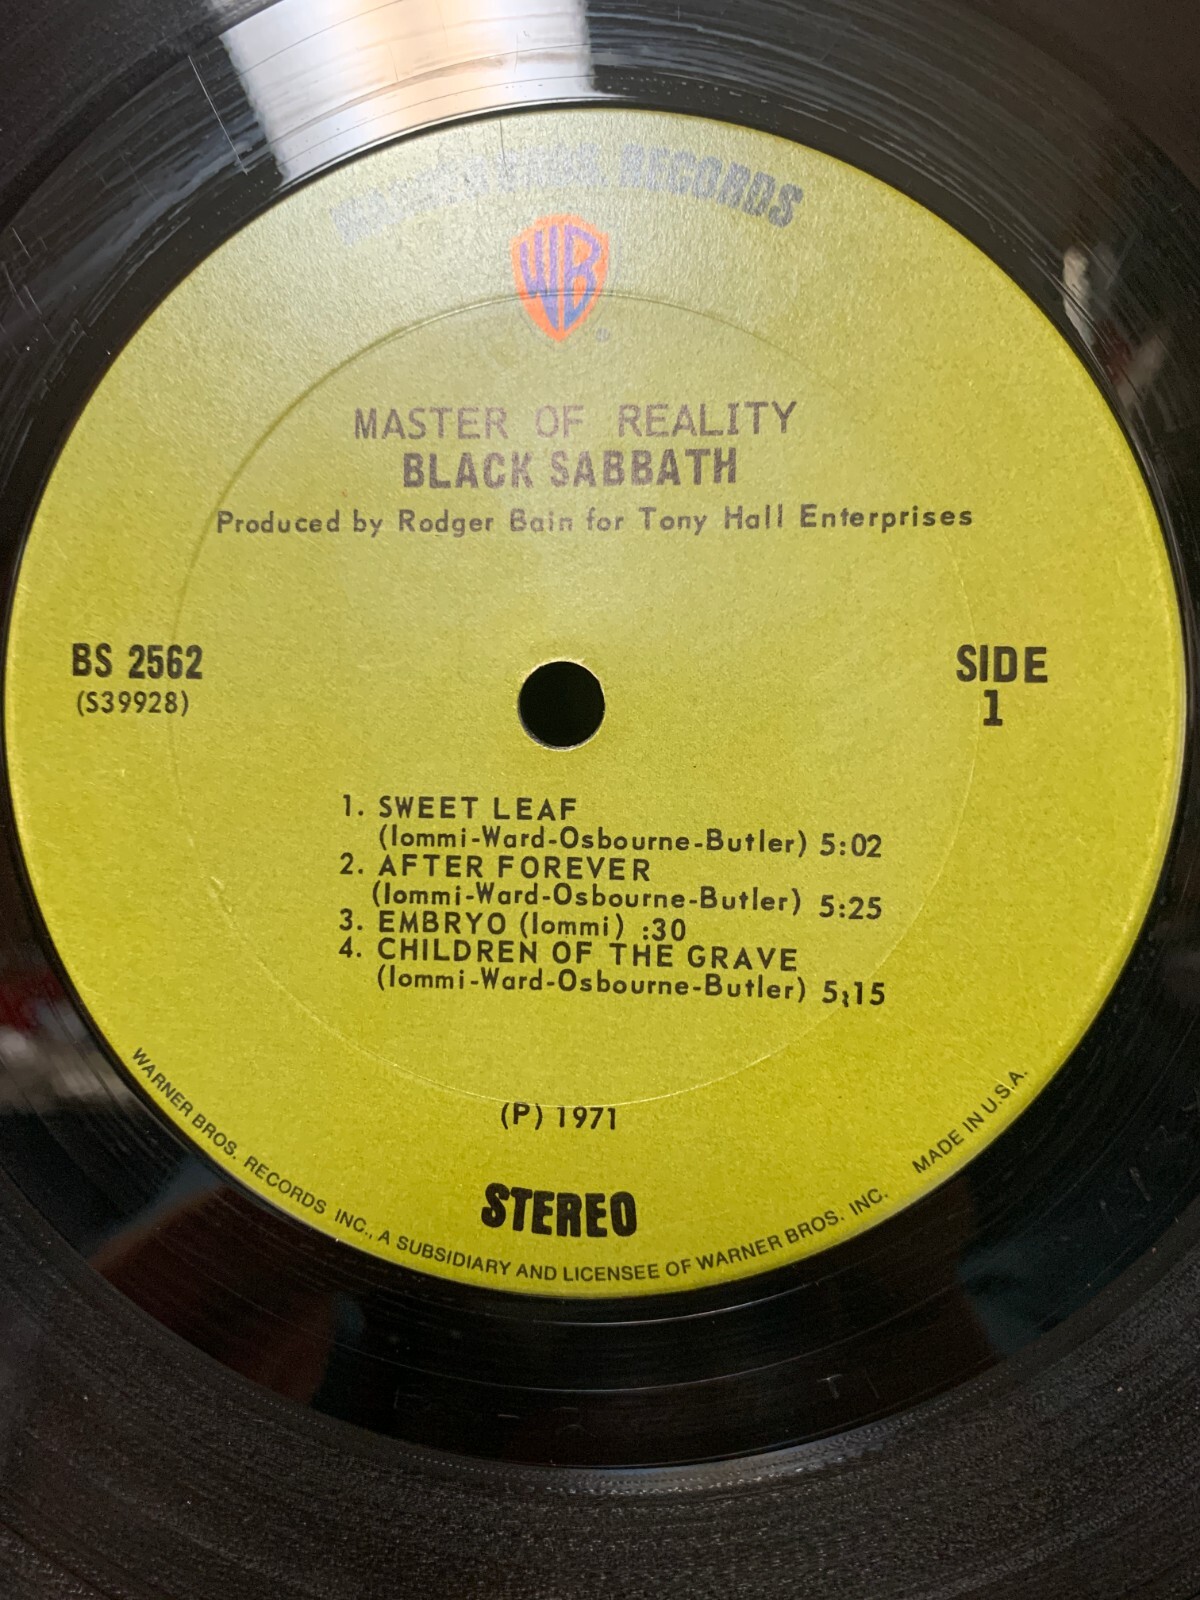 WARNER BROS. RECORDS
WB
®
MASTER OF REALITY
BLACK SABBATH
Produced by Rodger Bain for Tony Hall Enterprises
BS 2562
(S39928)
SIDE
1
1. SWEET LEAF
(Iommi-Ward-Osbourne-Butler) 5:02
2. AFTER FOREVER
(Iommi-Ward-Osbourne-Butler) 5:25
3. EMBRYO (Iommi) :30
4. CHILDREN OF THE GRAVE
(Iommi-Ward-Osbourne-Butler) 5:15
(P) 1971
STEREO
WARNER BROS. RECORDS INC., A SUBSIDIARY AND LICENSEE OF WARNER BROS. INC. MADE IN U.S.A.